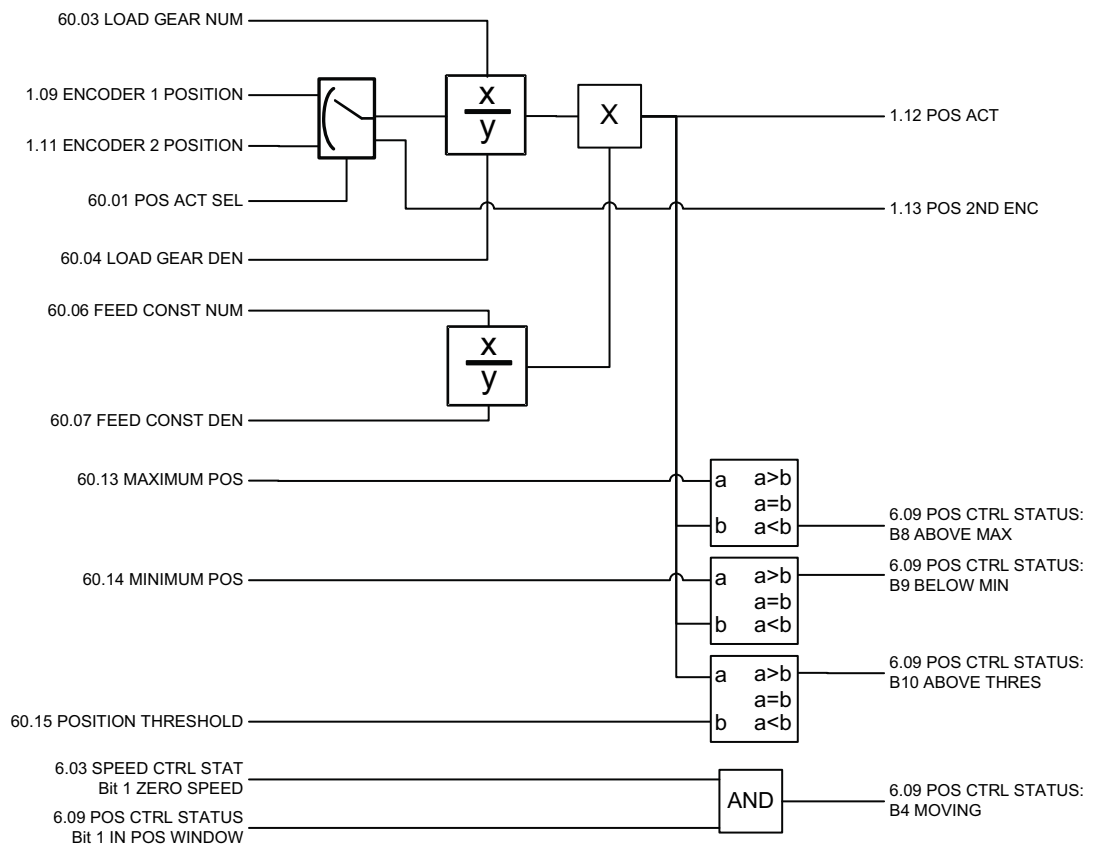 60.03 LOAD GEAR NUM
1.09 ENCODER 1 POSITION
x
y
X
1.12 POS ACT
1.11 ENCODER 2 POSITION
60.01 POS ACT SEL
1.13 POS 2ND ENC
60.04 LOAD GEAR DEN
60.06 FEED CONST NUM
x
y
60.07 FEED CONST DEN
60.13 MAXIMUM POS
a a>b
a=b
b a<b
6.09 POS CTRL STATUS:
B8 ABOVE MAX
60.14 MINIMUM POS
a a>b
a=b
b a<b
6.09 POS CTRL STATUS:
B9 BELOW MIN
a a>b
a=b
b a<b
6.09 POS CTRL STATUS:
B10 ABOVE THRES
60.15 POSITION THRESHOLD
6.03 SPEED CTRL STAT
Bit 1 ZERO SPEED
AND
6.09 POS CTRL STATUS:
B4 MOVING
6.09 POS CTRL STATUS
Bit 1 IN POS WINDOW